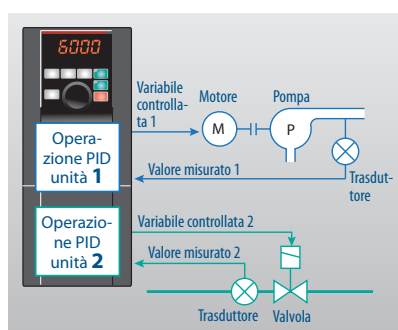 6000
Variabile
controlla-
ta 1
Motore
Pompa
M
P
Opera-
zione PID
unità 1
Valore misurato 1
Trasdut-
tore
Operazio-
ne PID
unità 2
Variabile controllata 2
Valore misurato 2
Trasduttore
Valvola